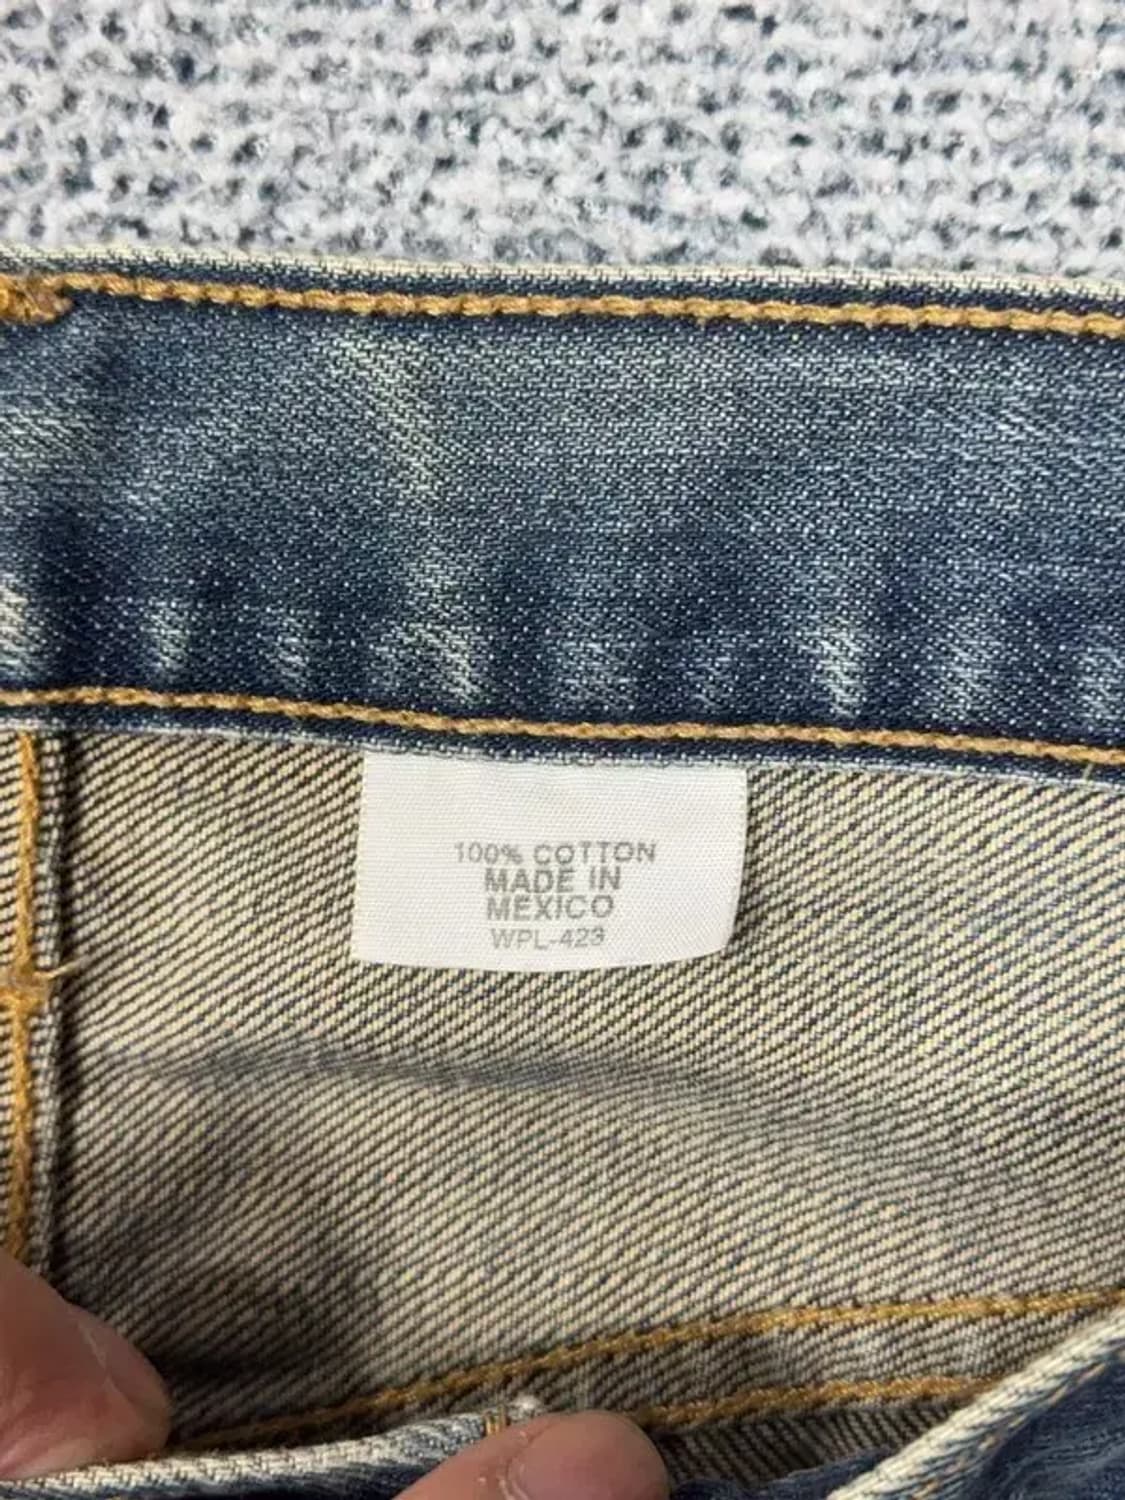 100% COTTON
MADE IN
MEXICO
WPL-423